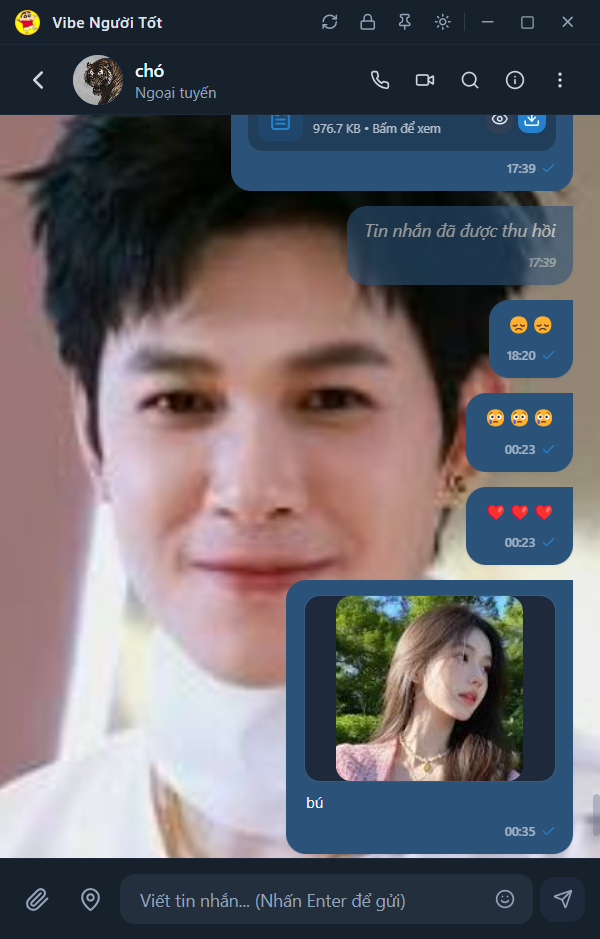 Vibe Người Tốt
chó
Ngoại tuyến
976.7 KB • Bấm để xem
17:39
Tin nhắn đã được thu hồi
17:39
18:20
00:23
00:23
bú
00:35
Viết tin nhắn... (Nhấn Enter để gửi)